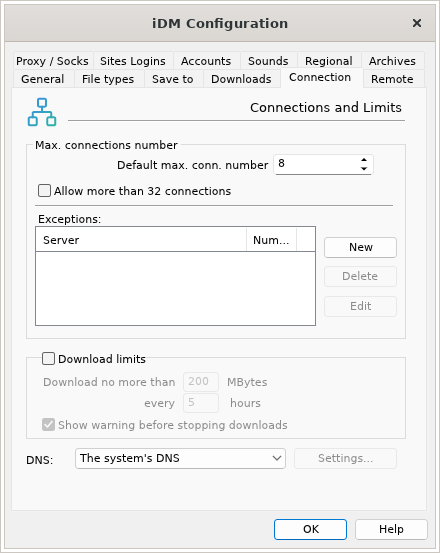 iDM Configuration
Proxy / Socks Sites Logins Accounts Sounds Regional Archives
General File types Save to Downloads Connection Remote
Connections and Limits
Max. connections number
Default max. conn. number 8
Allow more than 32 connections
Exceptions:
Server Num...
New
Delete
Edit
Download limits
Download no more than 200 MBytes
every 5 hours
Show warning before stopping downloads
DNS: The system's DNS Settings...
OK Help